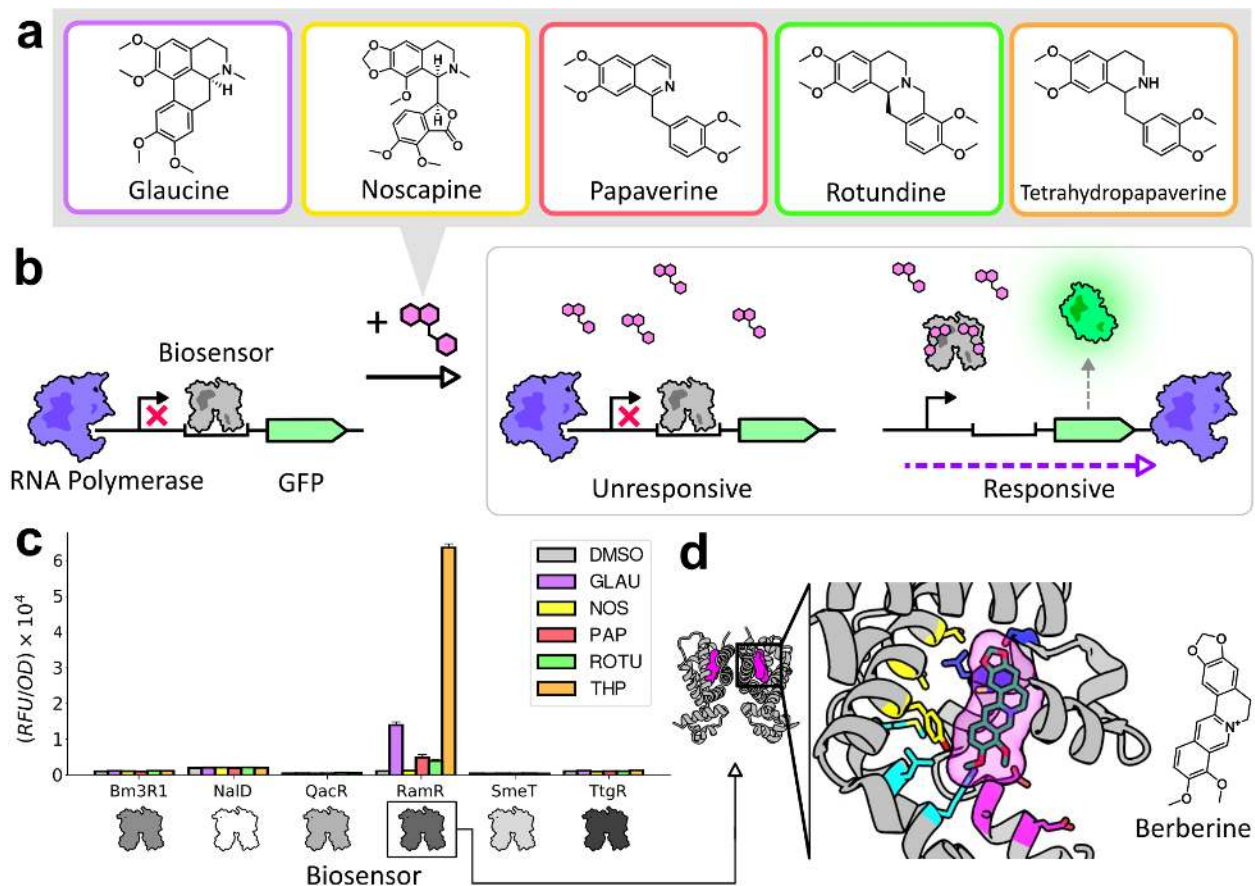 a
Glaucine
Noscapine
Papaverine
Rotundine
Tetrahydropapaverine
b
Biosensor
+
RNA Polymerase
GFP
Unresponsive
Responsive
c
(RFU/OD) × 10⁴
6
5
4
3
2
1
0
DMSO
GLAU
NOS
PAP
ROTU
THP
Bm3R1
NalD
QacR
RamR
SmeT
TtgR
Biosensor
d
Berberine